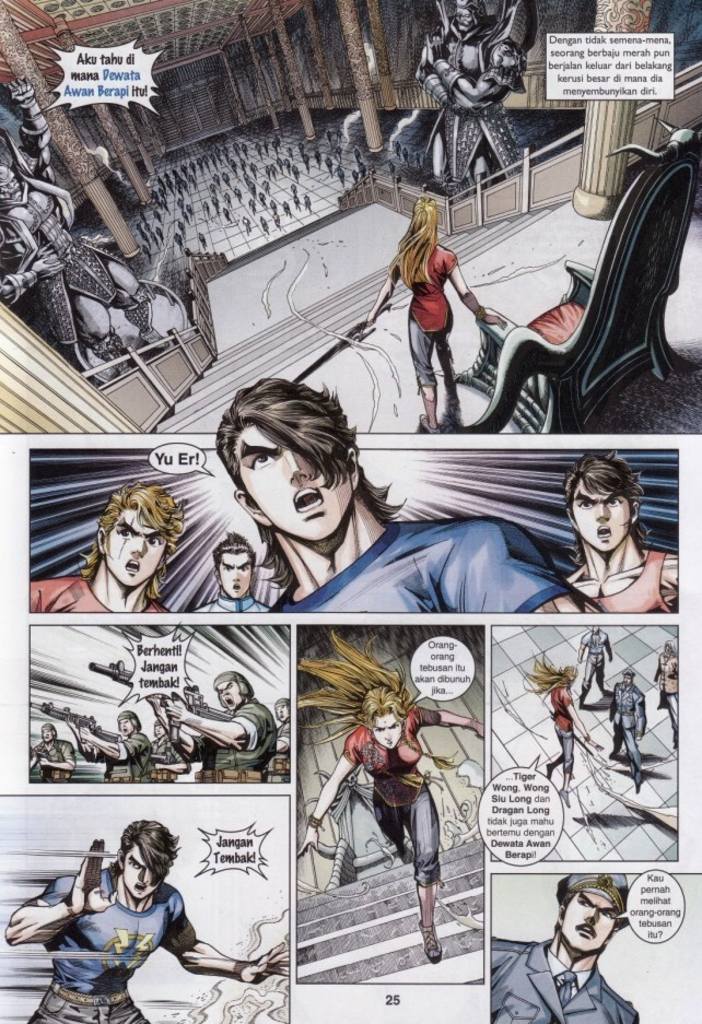 Aku tahu di
mana Dewata
Awan Berapi itu!
Dengan tidak semena-mena,
seorang berbaju merah pun
berjalan keluar dari belakang
kerusi besar di mana dia
menyembunyikan diri.
Yu Er!
Berhenti!
Jangan
tembak!
Orang-
orang
tebusan itu
akan dibunuh
jika...
...Tiger
Wong, Wong
Siu Long dan
Dragan Long
tidak juga mahu
bertemu dengan
Dewata Awan
Berapi!
Jangan
Tembak!
Kau
pernah
melihat
orang-orang
tebusan
itu?
25